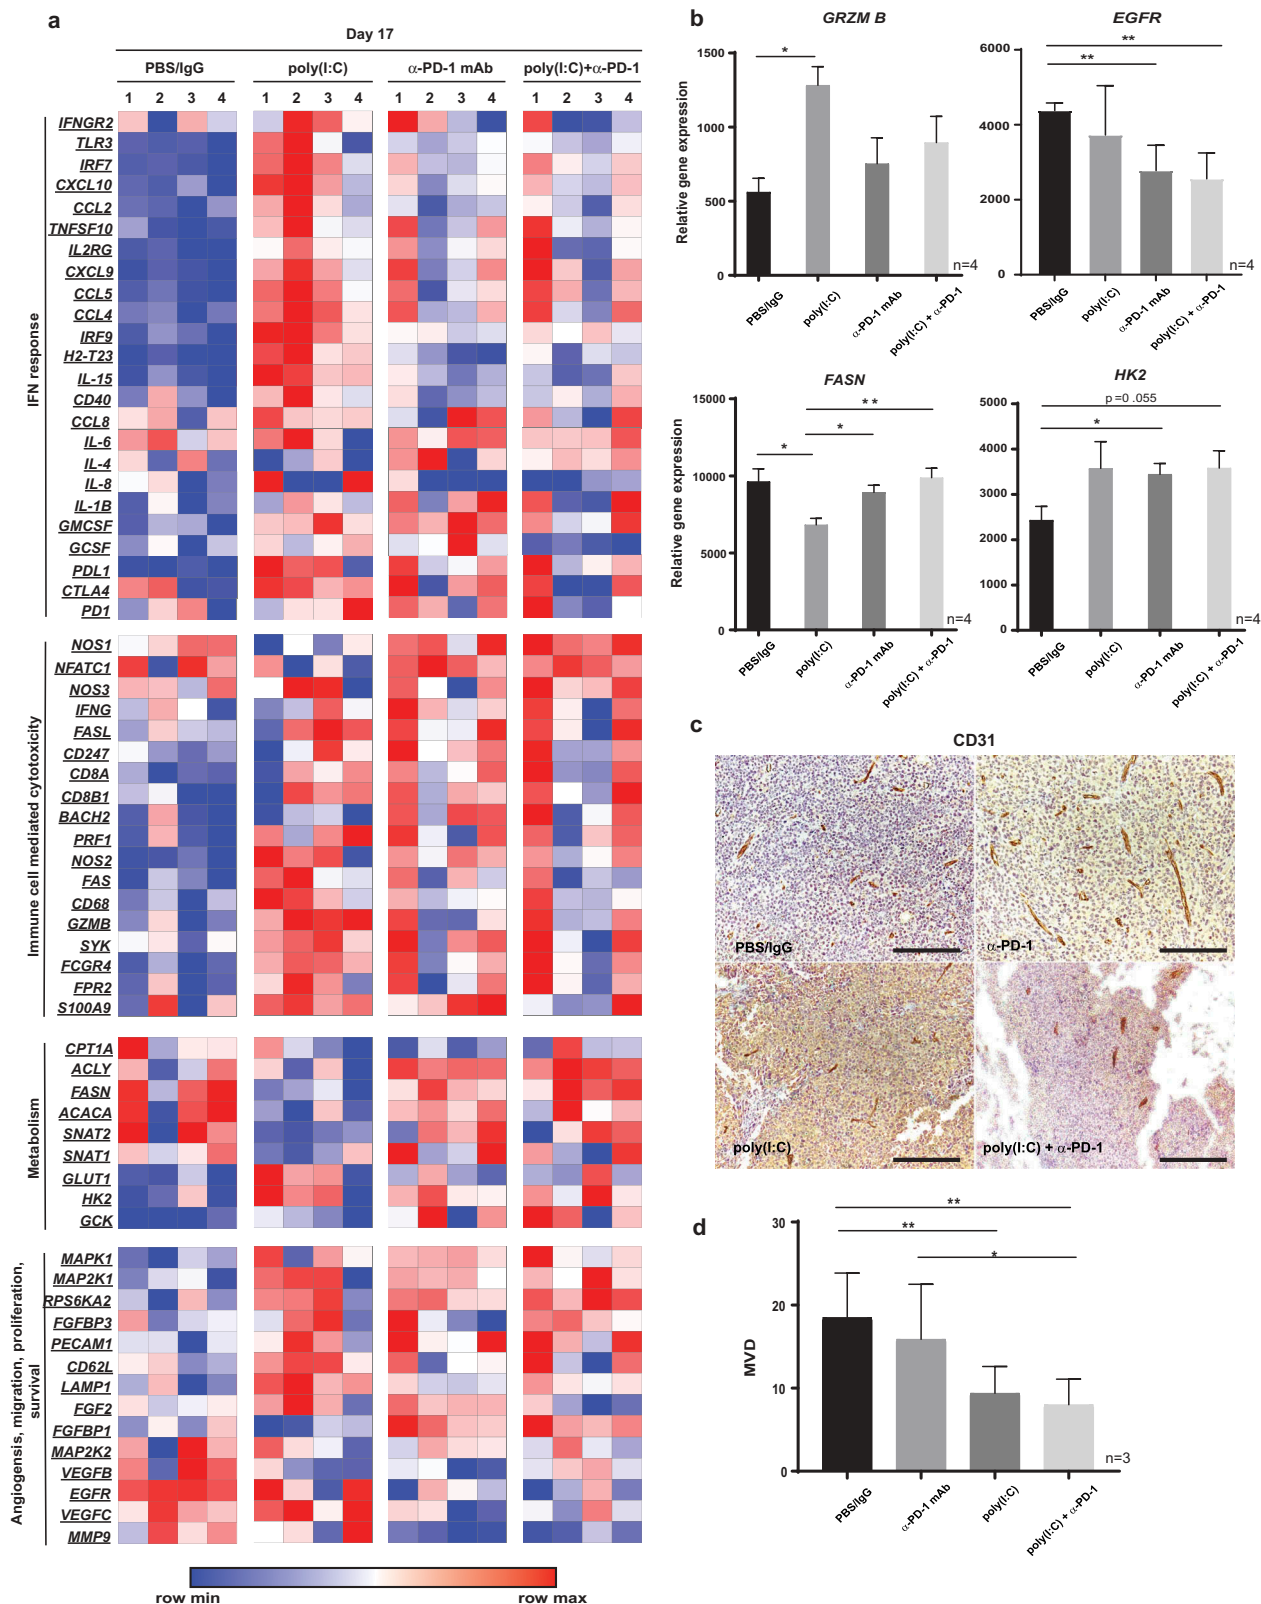 a
Day 17
PBS/IgG poly(I:C) α-PD-1 mAb poly(I:C)+α-PD-1
1 2 3 4 1 2 3 4 1 2 3 4 1 2 3 4
IFN response
IFNGR2
TLR3
IRF7
CXCL10
CCL2
TNFSF10
IL2RG
CXCL9
CCL5
CCL4
IRF9
H2-T23
IL-15
CD40
CCL8
IL-6
IL-4
IL-8
IL-1B
GMCSF
GCSF
PDL1
CTLA4
PD1
Immune cell mediated cytotoxicity
NOS1
NFATC1
NOS3
IFNG
FASL
CD247
CD8A
CD8B1
BACH2
PRF1
NOS2
FAS
CD68
GZMB
SYK
FCGR4
FPR2
S100A9
Metabolism
CPT1A
ACLY
FASN
ACACA
SNAT2
SNAT1
GLUT1
HK2
GCK
Angiogensis, migration, proliferation,
survival
MAPK1
MAP2K1
RPS6KA2
FGFBP3
PECAM1
CD62L
LAMP1
FGF2
FGFBP1
MAP2K2
VEGFB
EGFR
VEGFC
MMP9
row min row max
b
GRZM B
Relative gene expression
1500
1000
500
0
*
n=4
PBS/IgG poly(I:C) α-PD-1 mAb poly(I:C) + α-PD-1
EGFR
6000
4000
2000
0
**
**
n=4
PBS/IgG poly(I:C) α-PD-1 mAb poly(I:C) + α-PD-1
FASN
Relative gene expression
15000
10000
5000
0
**
*
*
PBS/IgG poly(I:C) α-PD-1 mAb poly(I:C) + α-PD-1
n=4
HK2
5000
4000
3000
2000
1000
0
p =0 .055
*
n=4
PBS/IgG poly(I:C) α-PD-1 mAb poly(I:C) + α-PD-1
c
CD31
PBS/IgG α-PD-1
poly(I:C) poly(I:C) + α-PD-1
d
MVD
30
20
10
0
**
**
*
n=3
PBS/IgG α-PD-1 mAb poly(I:C) poly(I:C) + α-PD-1